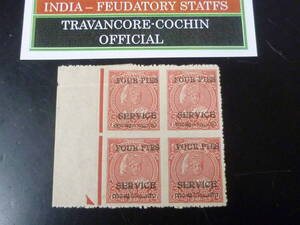 INDIA – FEUDATORY STATFS
TRAVANCORE-COCHIN
OFFICIAL
FOUR PIES FOUR PIES
SERVICE SERVICE
FOUR PIES FOUR PIES
SERVICE SERVICE